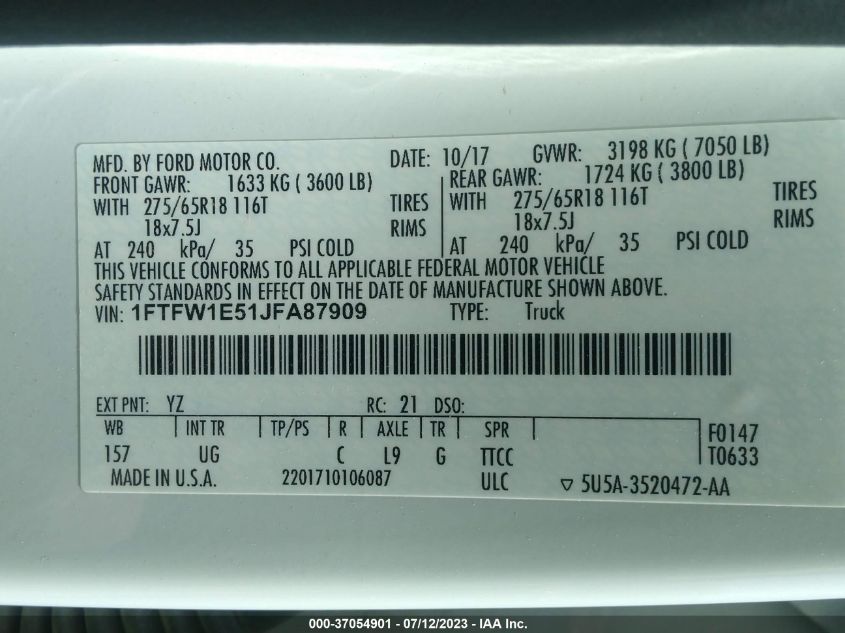 MFD. BY FORD MOTOR CO. DATE: 10/17 GVWR: 3198 KG ( 7050 LB)
FRONT GAWR: 1633 KG ( 3600 LB) REAR GAWR: 1724 KG ( 3800 LB)
WITH 275/65R18 116T TIRES WITH 275/65R18 116T TIRES
18x7.5J RIMS 18x7.5J RIMS
AT 240 kPa/ 35 PSI COLD AT 240 kPa/ 35 PSI COLD
THIS VEHICLE CONFORMS TO ALL APPLICABLE FEDERAL MOTOR VEHICLE
SAFETY STANDARDS IN EFFECT ON THE DATE OF MANUFACTURE SHOWN ABOVE.
VIN: 1FTFW1E51JFA87909 TYPE: Truck
EXT PNT: YZ RC: 21 DSO:
WB INT TR TP/PS R AXLE TR SPR F0147
157 UG C L9 G TTCC T0633
MADE IN U.S.A. 2201710106087 ULC ▽ 5U5A-3520472-AA
000-37054901 - 07/12/2023 - IAA Inc.